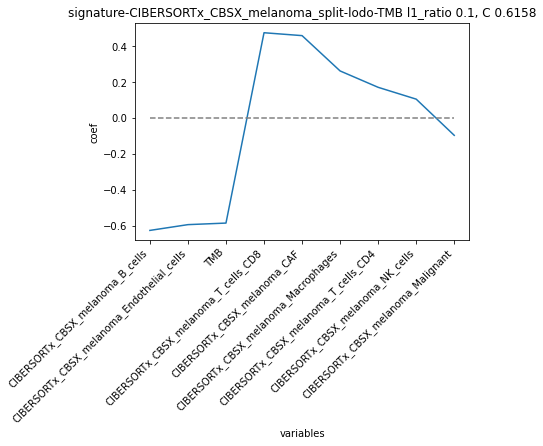 signature-CIBERSORTx_CBSX_melanoma_split-lodo-TMB l1_ratio 0.1, C 0.6158
0.4
0.2
0.0
−0.2
−0.4
−0.6
coef
CIBERSORTx_CBSX_melanoma_B_cells
CIBERSORTx_CBSX_melanoma_Endothelial_cells
TMB
CIBERSORTx_CBSX_melanoma_T_cells_CD8
CIBERSORTx_CBSX_melanoma_CAF
CIBERSORTx_CBSX_melanoma_Macrophages
CIBERSORTx_CBSX_melanoma_T_cells_CD4
CIBERSORTx_CBSX_melanoma_NK_cells
CIBERSORTx_CBSX_melanoma_Malignant
variables